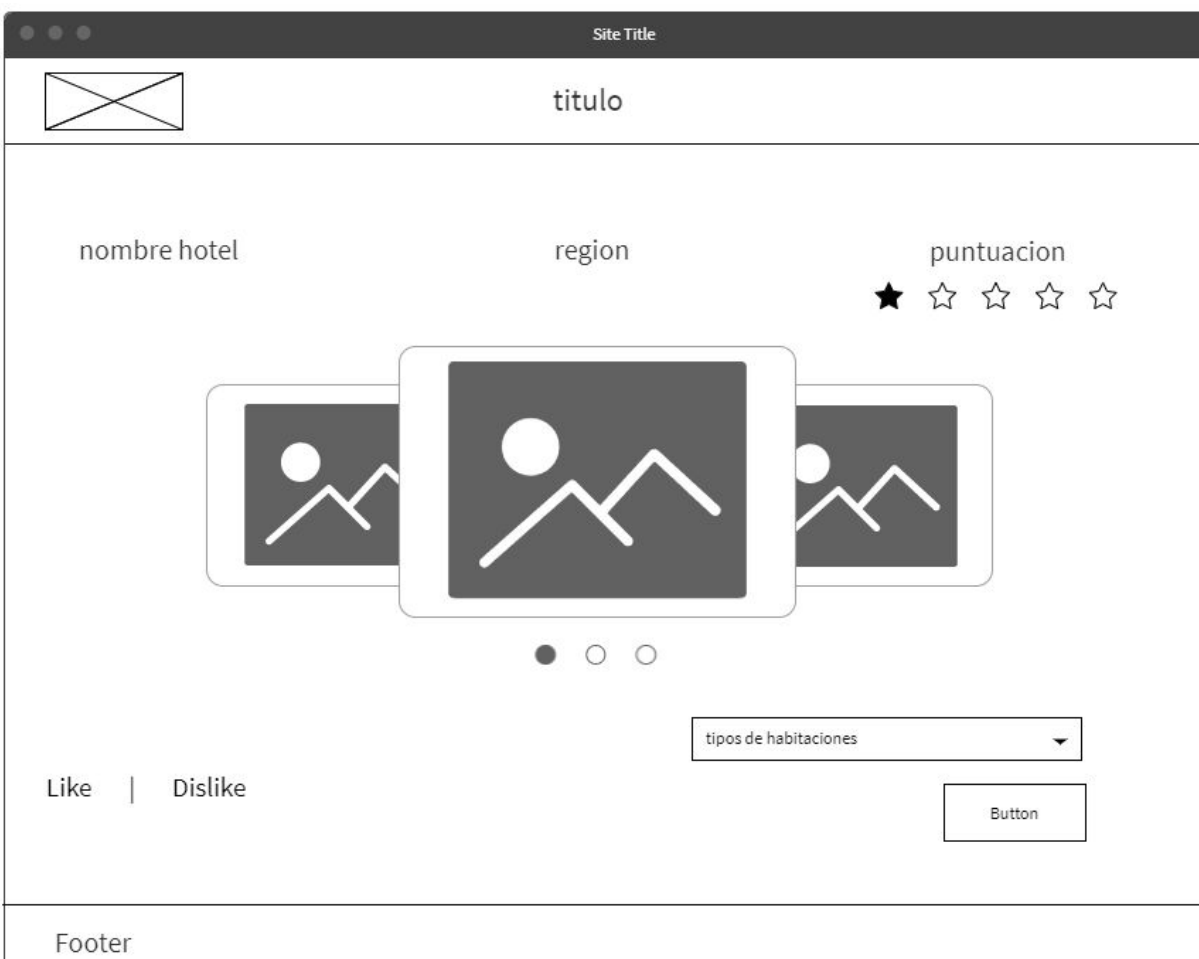 Site Title
titulo
nombre hotel
region
puntuacion
tipos de habitaciones
Like | Dislike
Button
Footer